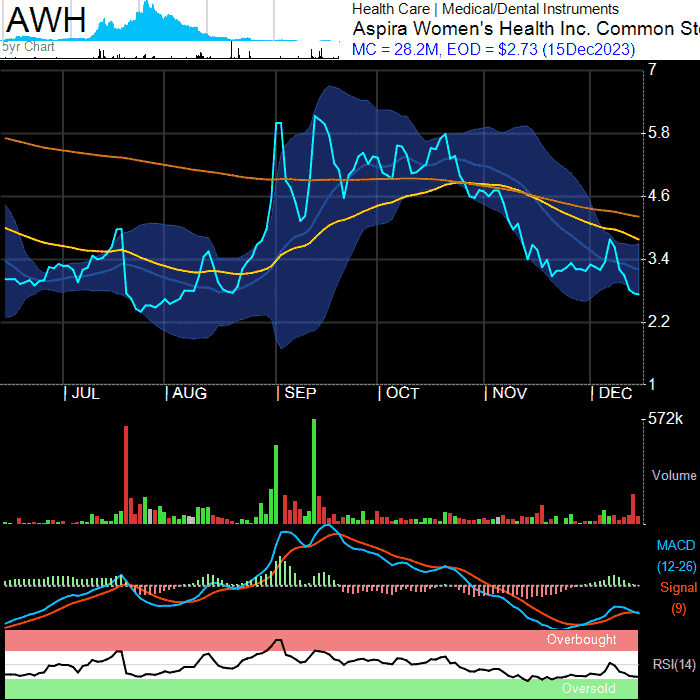 AWH
5yr Chart
Health Care | Medical/Dental Instruments
Aspira Women's Health Inc. Common Sto
MC = 28.2M, EOD = $2.73 (15Dec2023)
7
5.8
4.6
3.4
2.2
1
| JUL | AUG | SEP | OCT | NOV | DEC
572k
Volume
MACD
(12-26)
Signal
(9)
Overbought
RSI(14)
Oversold